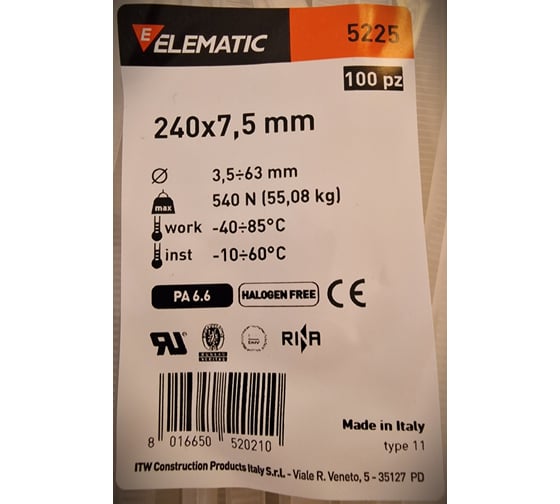 ELEMATIC
5225
100 pz
240x7,5 mm
3,5÷63 mm
max 540 N (55,08 kg)
work -40÷85°C
inst -10÷60°C
PA 6.6 HALOGEN FREE CE
RINA
8 016650 520210
Made in Italy
type 11
ITW Construction Products Italy S.r.L. - Viale R. Veneto, 5 - 35127 PD